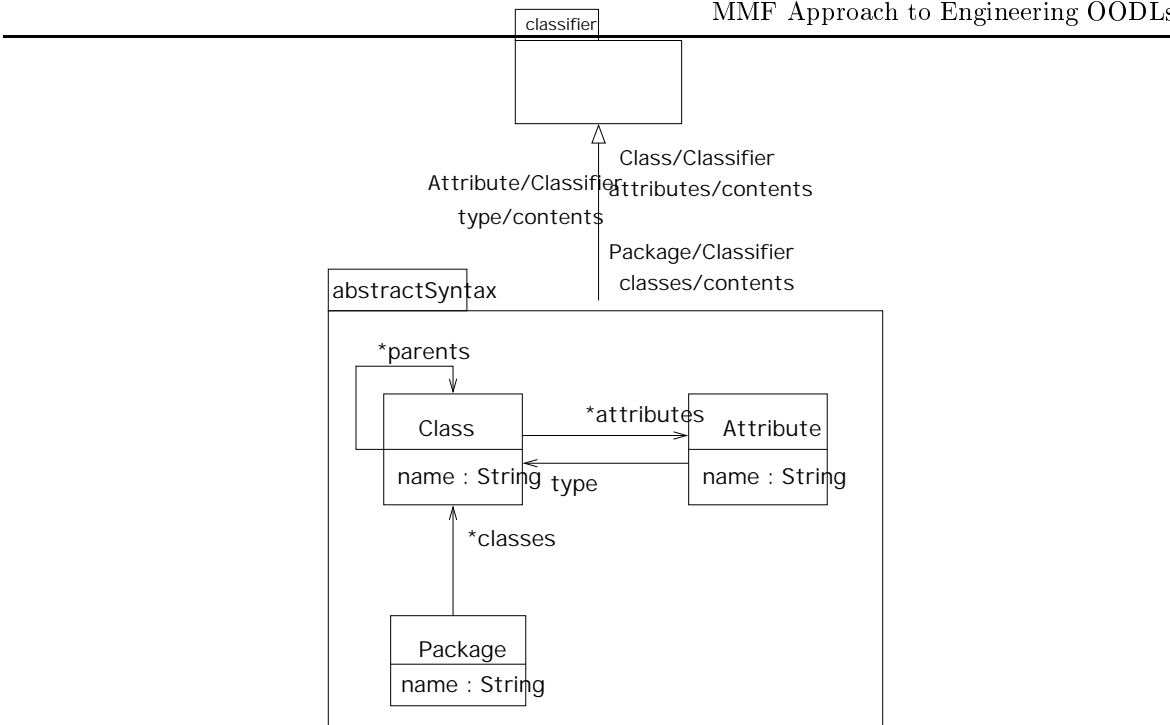 MMF Approach to Engineering OODLs
classifier
Class/Classifier
Attribute/Classifier
attributes/contents
type/contents
Package/Classifier
classes/contents
abstractSyntax
*parents
*attributes
Class
Attribute
name : String
type
name : String
*classes
Package
name : String